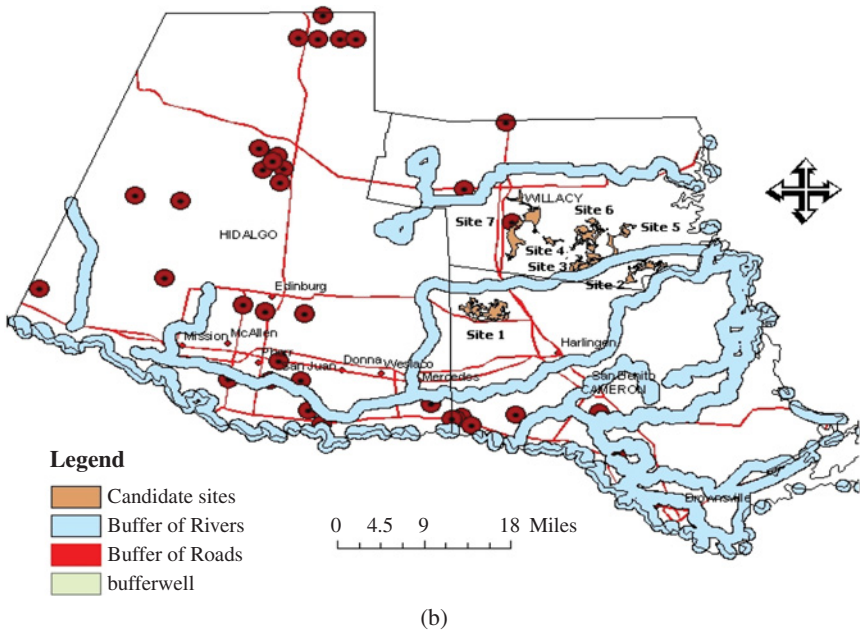 WILLACY
Site 7
Site 6
Site 5
Site 4
Site 3
Site 2
HIDALGO
Edinburg
Site 1
Mission
McAllen
Pharr
San Juan
Donna
Weslaco
Mercedes
Harlingen
San Benito
CAMERON
Brownsville
Legend
Candidate sites
Buffer of Rivers
Buffer of Roads
bufferwell
0 4.5 9 18 Miles
(b)